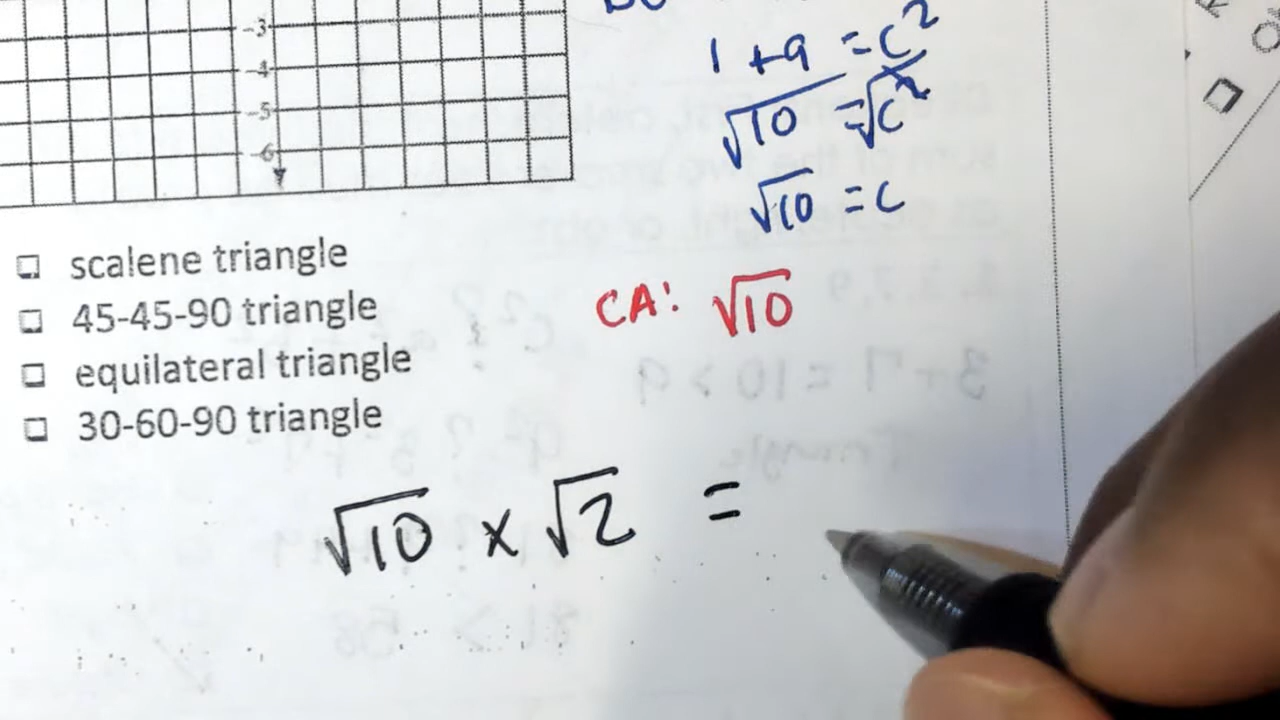 -3
-4
-5
-6
1 + 9 = c²
√10 = √c²
√10 = c
CA: √10
scalene triangle
45-45-90 triangle
equilateral triangle
30-60-90 triangle
√10 x √2 =